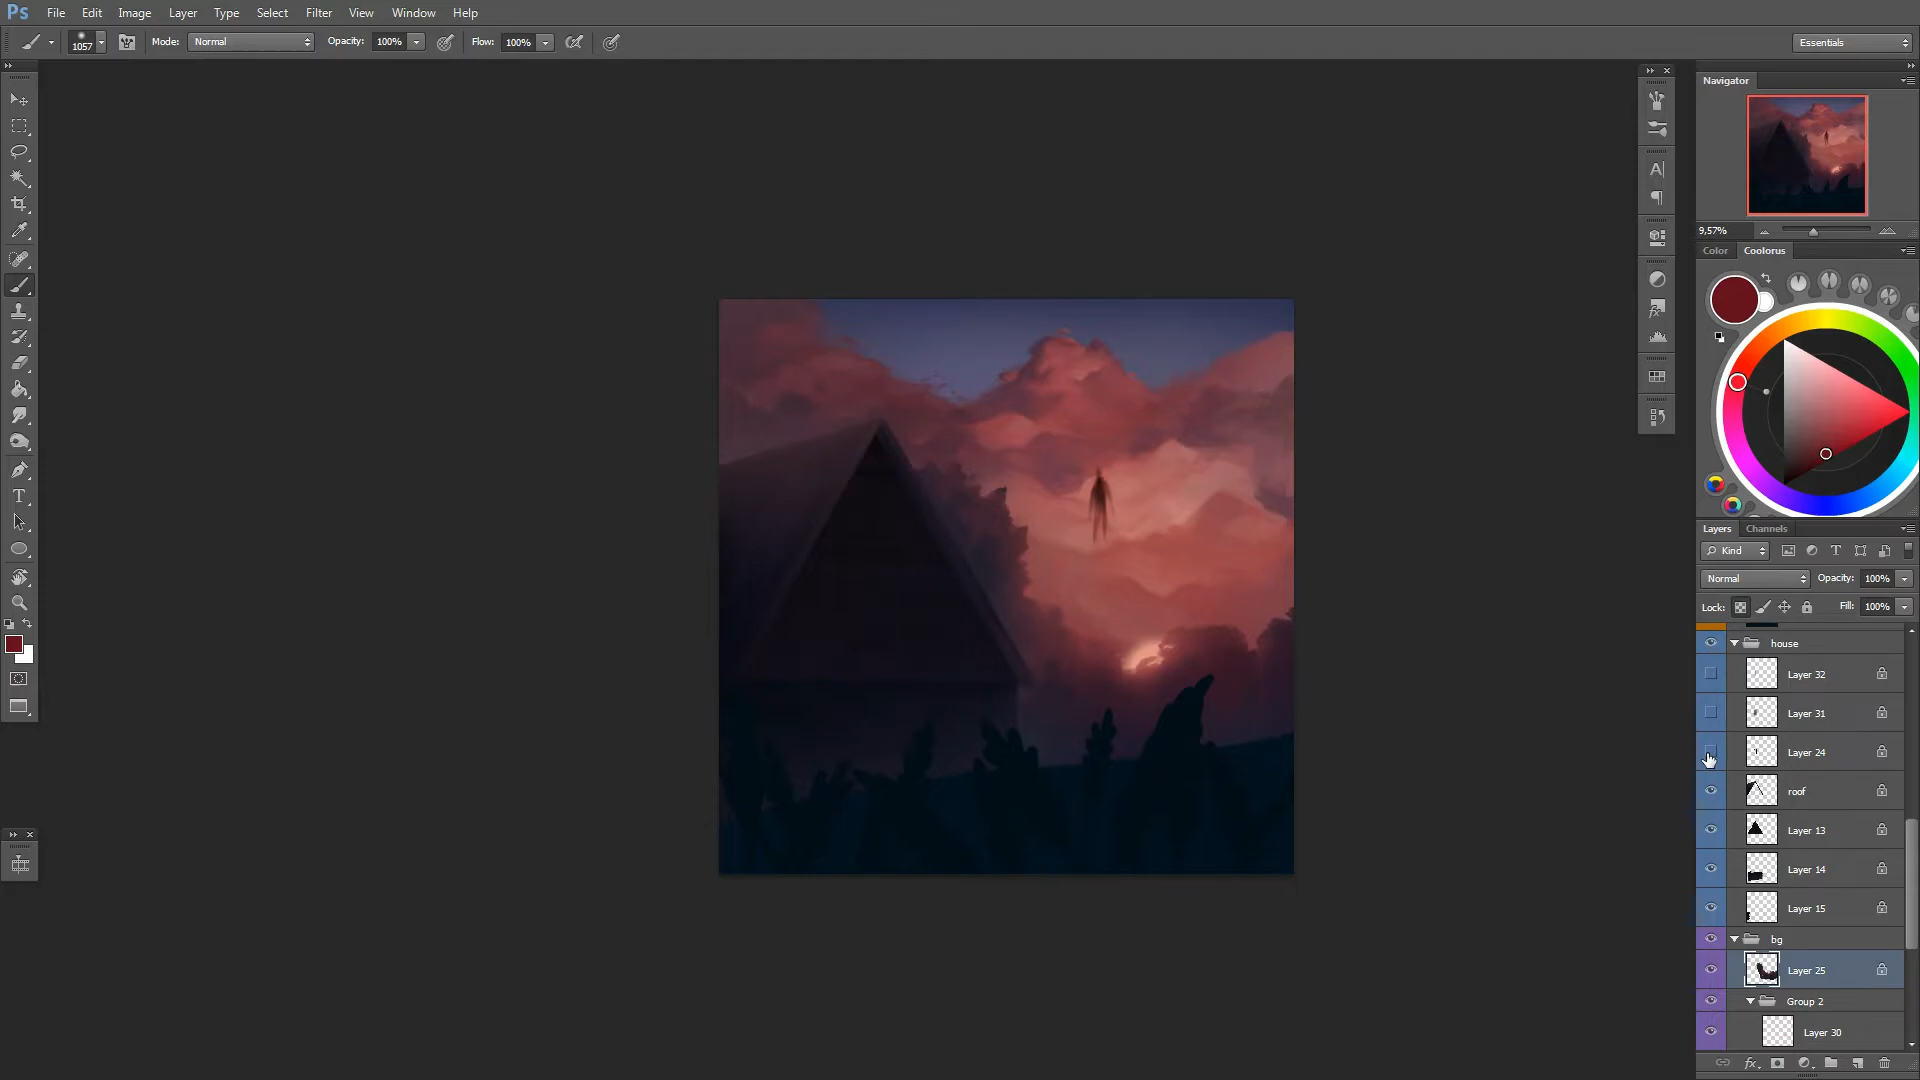 Ps File Edit Image Layer Type Select Filter View Window Help
1057 Mode: Normal Opacity: 100% Flow: 100% Essentials
Navigator
9,57%
Color Coolorus
Layers Channels
Kind T
Normal Opacity: 100%
Lock: Fill: 100%
house
Layer 32
Layer 31
Layer 24
roof
Layer 13
Layer 14
Layer 15
bg
Layer 25
Group 2
Layer 30
fx